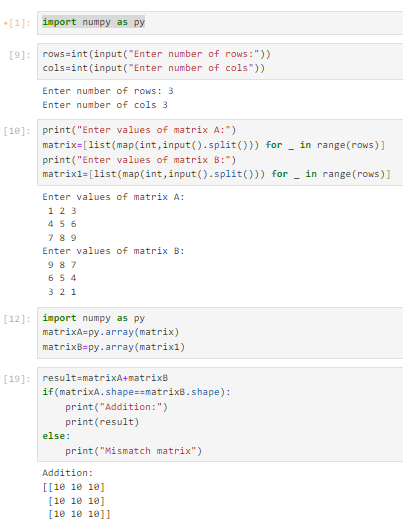 •[1]: import numpy as py
[9]: rows=int(input("Enter number of rows:"))
cols=int(input("Enter number of cols"))
Enter number of rows: 3
Enter number of cols 3
[10]: print("Enter values of matrix A:")
matrix=[list(map(int,input().split())) for _ in range(rows)]
print("Enter values of matrix B:")
matrix1=[list(map(int,input().split())) for _ in range(rows)]
Enter values of matrix A:
1 2 3
4 5 6
7 8 9
Enter values of matrix B:
9 8 7
6 5 4
3 2 1
[12]: import numpy as py
matrixA=py.array(matrix)
matrixB=py.array(matrix1)
[19]: result=matrixA+matrixB
if(matrixA.shape==matrixB.shape):
    print("Addition:")
    print(result)
else:
    print("Mismatch matrix")
Addition:
[[10 10 10]
 [10 10 10]
 [10 10 10]]